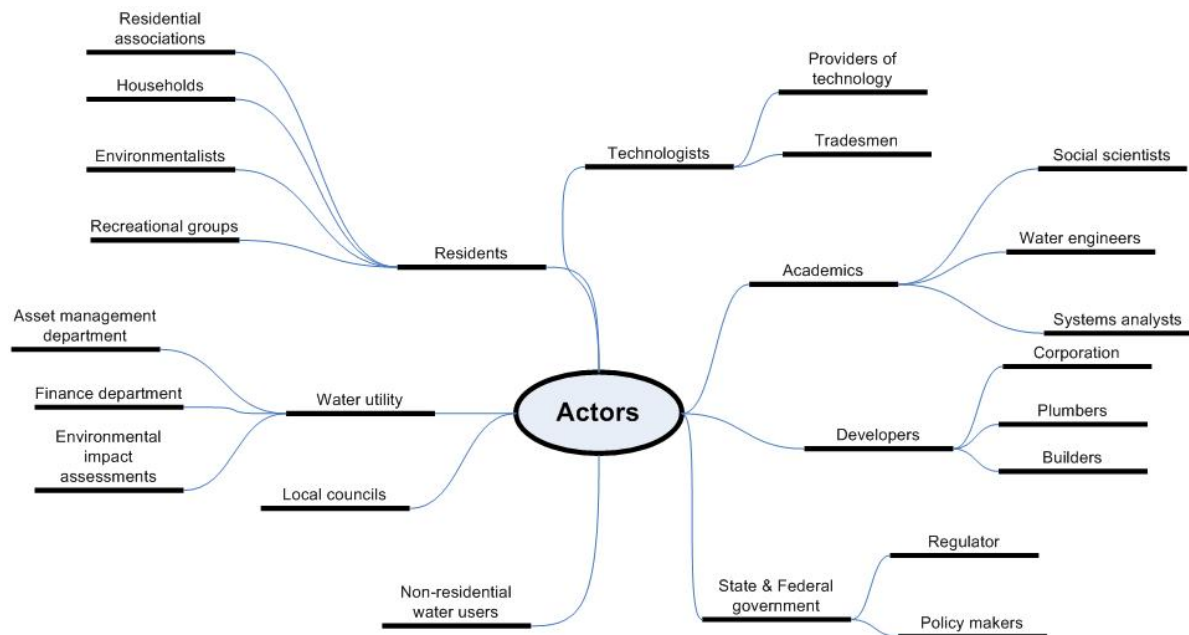 Residential
associations
Households
Environmentalists
Recreational groups
Residents
Providers of
technology
Tradesmen
Technologists
Social scientists
Water engineers
Academics
Systems analysts
Asset management
department
Finance department
Water utility
Environmental
impact
assessments
Local councils
Actors
Corporation
Plumbers
Developers
Builders
Non-residential
water users
State & Federal
government
Regulator
Policy makers